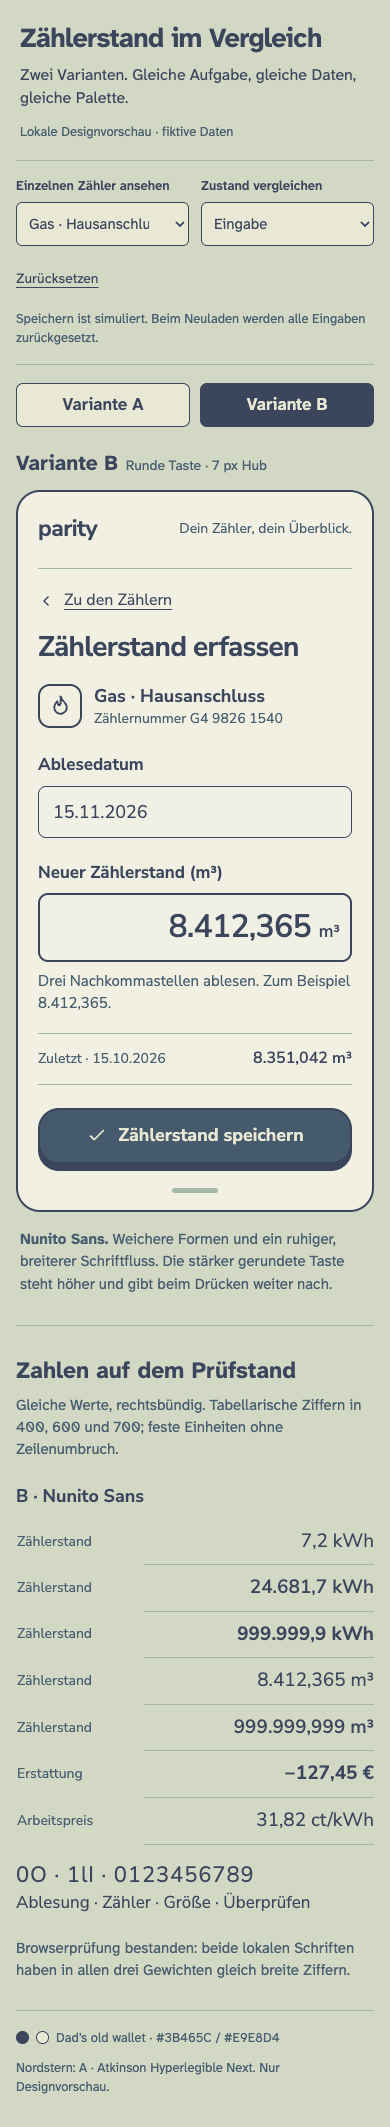 Zählerstand im Vergleich
Zwei Varianten. Gleiche Aufgabe, gleiche Daten,
gleiche Palette.
Lokale Designvorschau · fiktive Daten
Einzelnen Zähler ansehen
Zustand vergleichen
Gas · Hausanschlu
Eingabe
Zurücksetzen
Speichern ist simuliert. Beim Neuladen werden alle Eingaben
zurückgesetzt.
Variante A
Variante B
Variante B Runde Taste · 7 px Hub
parity
Dein Zähler, dein Überblick.
Zu den Zählern
Zählerstand erfassen
Gas · Hausanschluss
Zählernummer G4 9826 1540
Ablesedatum
15.11.2026
Neuer Zählerstand (m³)
8.412,365 m³
Drei Nachkommastellen ablesen. Zum Beispiel
8.412,365.
Zuletzt · 15.10.2026
8.351,042 m³
Zählerstand speichern
Nunito Sans. Weichere Formen und ein ruhiger,
breiterer Schriftfluss. Die stärker gerundete Taste
steht höher und gibt beim Drücken weiter nach.
Zahlen auf dem Prüfstand
Gleiche Werte, rechtsbündig. Tabellarische Ziffern in
400, 600 und 700; feste Einheiten ohne
Zeilenumbruch.
B · Nunito Sans
Zählerstand 7,2 kWh
Zählerstand 24.681,7 kWh
Zählerstand 999.999,9 kWh
Zählerstand 8.412,365 m³
Zählerstand 999.999,999 m³
Erstattung −127,45 €
Arbeitspreis 31,82 ct/kWh
0O · 1lI · 0123456789
Ablesung · Zähler · Größe · Überprüfen
Browserprüfung bestanden: beide lokalen Schriften
haben in allen drei Gewichten gleich breite Ziffern.
Dad's old wallet · #3B465C / #E9E8D4
Nordstern: A · Atkinson Hyperlegible Next. Nur
Designvorschau.